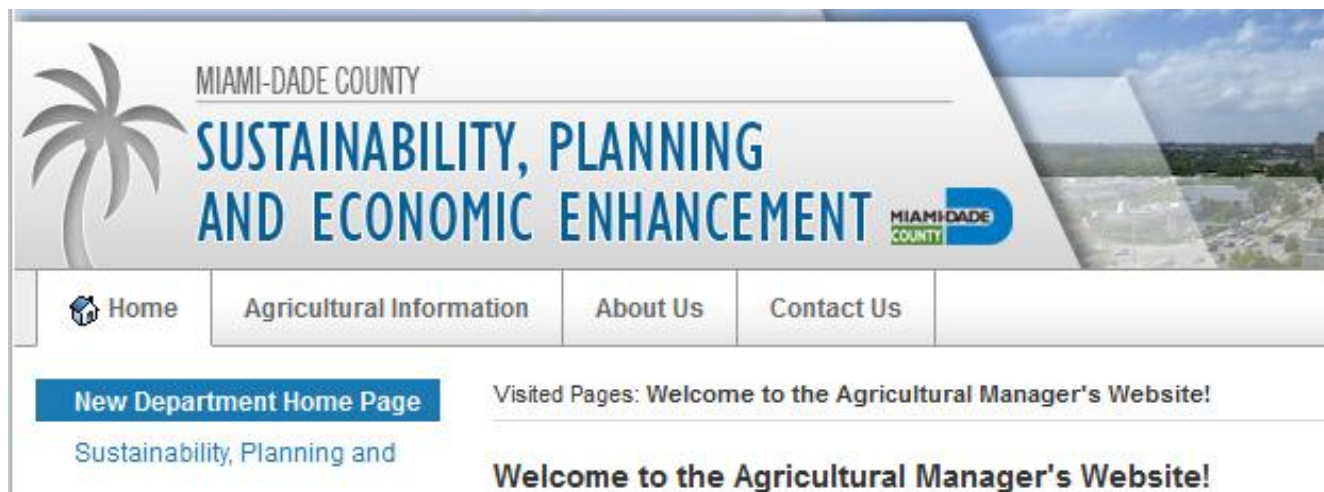 MIAMI-DADE COUNTY
SUSTAINABILITY, PLANNING
AND ECONOMIC ENHANCEMENT
MIAMI-DADE
COUNTY
Home
Agricultural Information
About Us
Contact Us
New Department Home Page
Sustainability, Planning and
Visited Pages: Welcome to the Agricultural Manager's Website!
Welcome to the Agricultural Manager's Website!